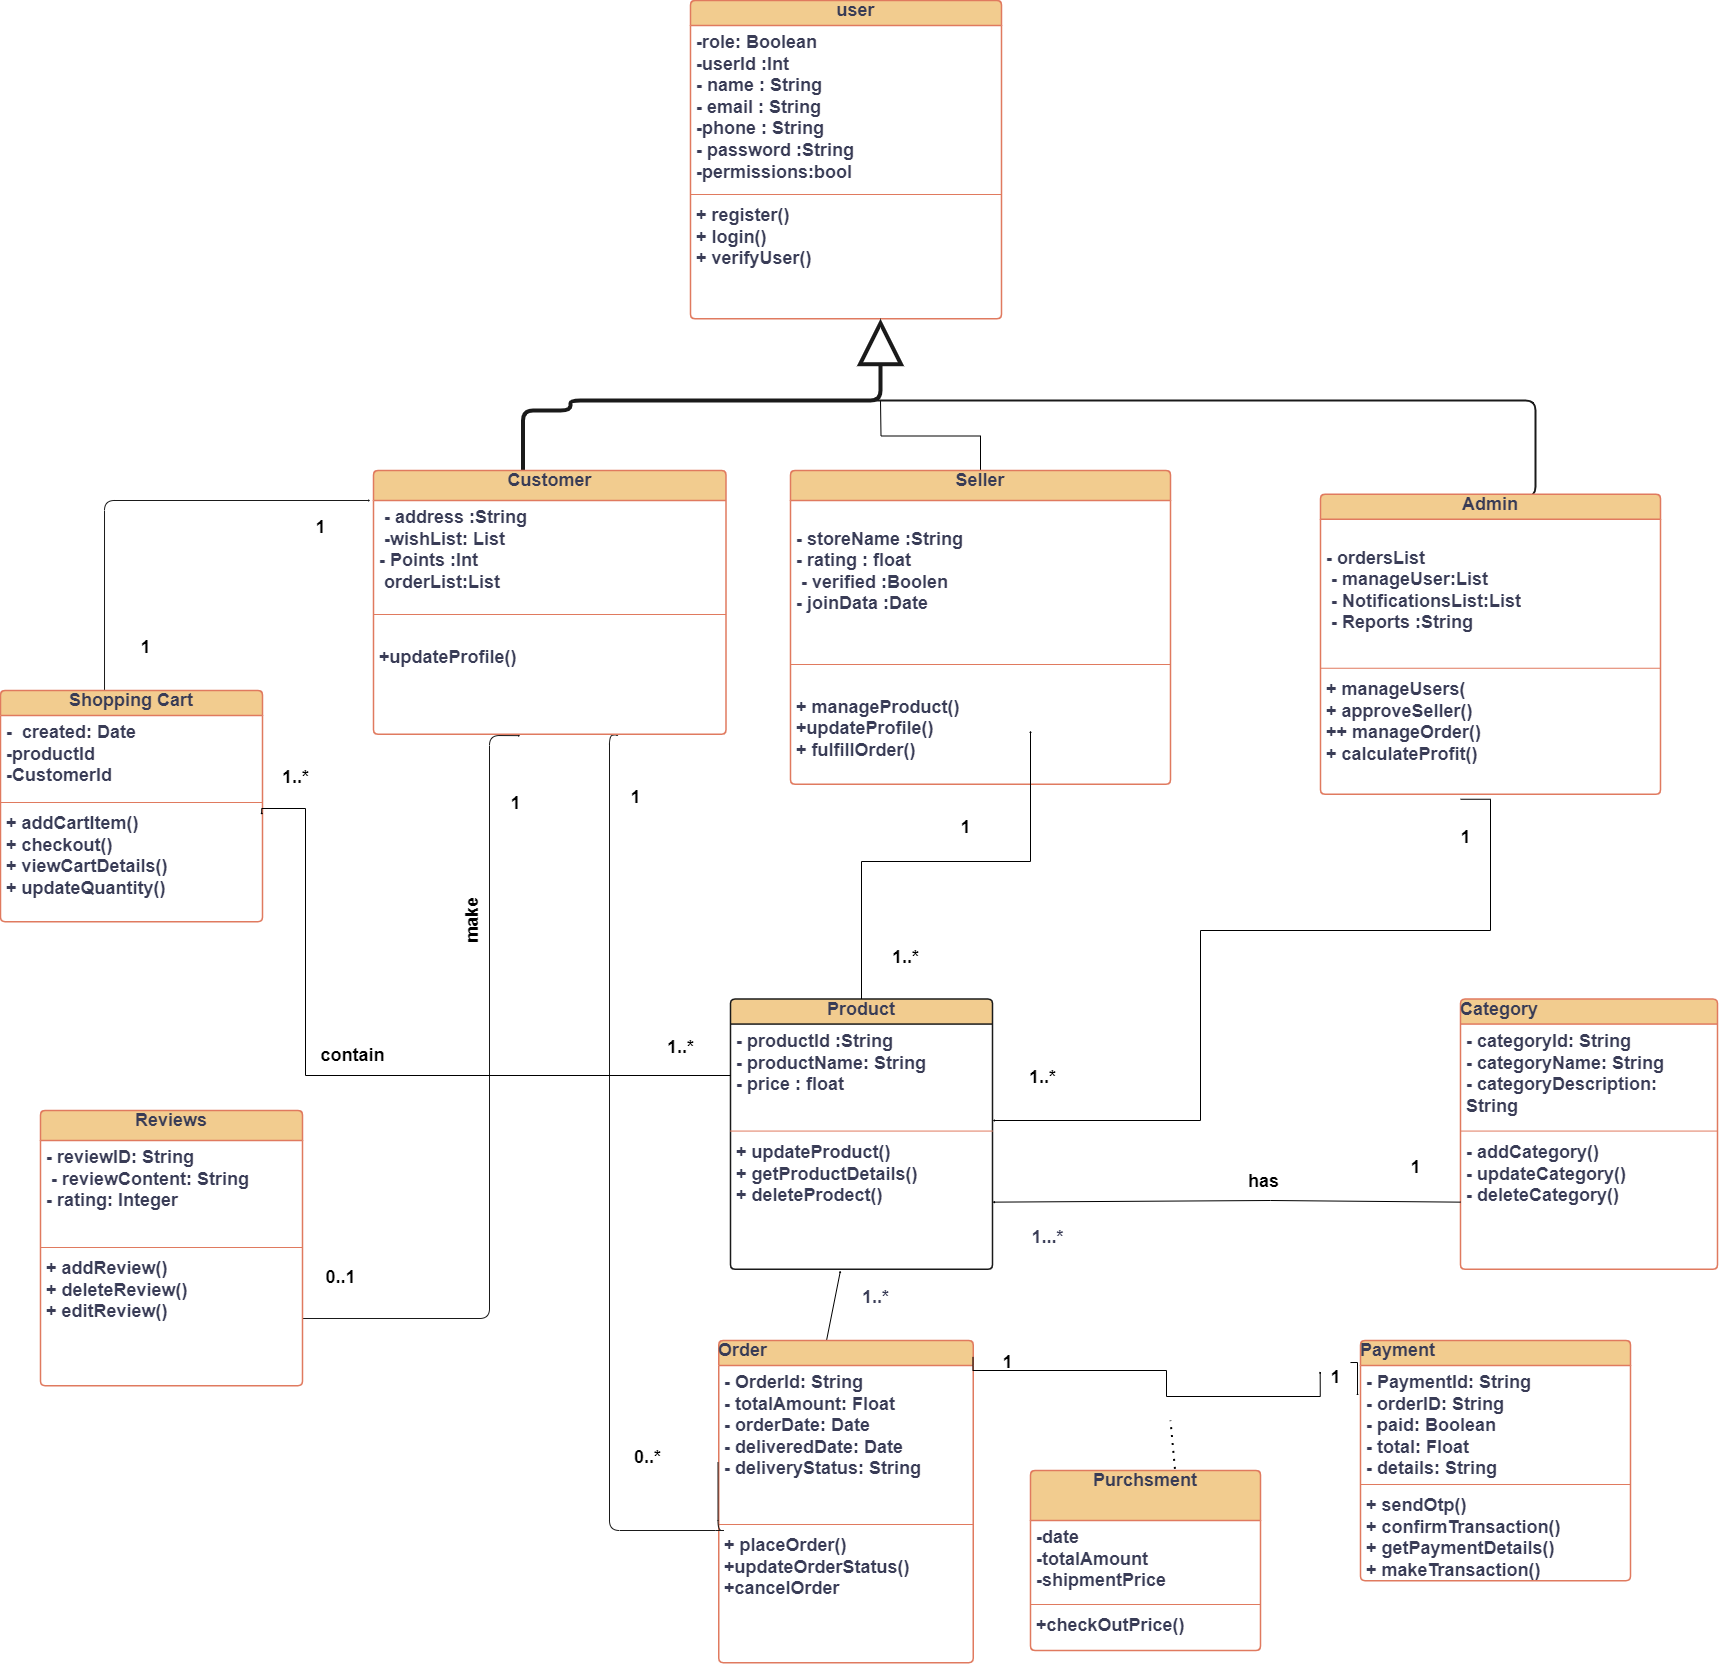 user
-role: Boolean
-userId :Int
- name : String
- email : String
-phone : String
- password :String
-permissions:bool
+ register()
+ login()
+ verifyUser()
Customer
- address :String
-wishList: List
- Points :Int
orderList:List
+updateProfile()
Seller
- storeName :String
- rating : float
- verified :Boolen
- joinData :Date
+ manageProduct()
+updateProfile()
+ fulfillOrder()
Admin
- ordersList
- manageUser:List
- NotificationsList:List
- Reports :String
+ manageUsers(
+ approveSeller()
++ manageOrder()
+ calculateProfit()
1
1
Shopping Cart
- created: Date
-productId
-CustomerId
+ addCartItem()
+ checkout()
+ viewCartDetails()
+ updateQuantity()
1..*
1
1
1
1
make
1..*
contain
1..*
Product
- productId :String
- productName: String
- price : float
+ updateProduct()
+ getProductDetails()
+ deleteProdect()
1..*
Category
- categoryId: String
- categoryName: String
- categoryDescription:
String
- addCategory()
- updateCategory()
- deleteCategory()
has
1
1...*
Reviews
- reviewID: String
- reviewContent: String
- rating: Integer
+ addReview()
+ deleteReview()
+ editReview()
0..1
1..*
Order
- OrderId: String
- totalAmount: Float
- orderDate: Date
- deliveredDate: Date
- deliveryStatus: String
+ placeOrder()
+updateOrderStatus()
+cancelOrder
0..*
1
1
Payment
- PaymentId: String
- orderID: String
- paid: Boolean
- total: Float
- details: String
+ sendOtp()
+ confirmTransaction()
+ getPaymentDetails()
+ makeTransaction()
Purchsment
-date
-totalAmount
-shipmentPrice
+checkOutPrice()